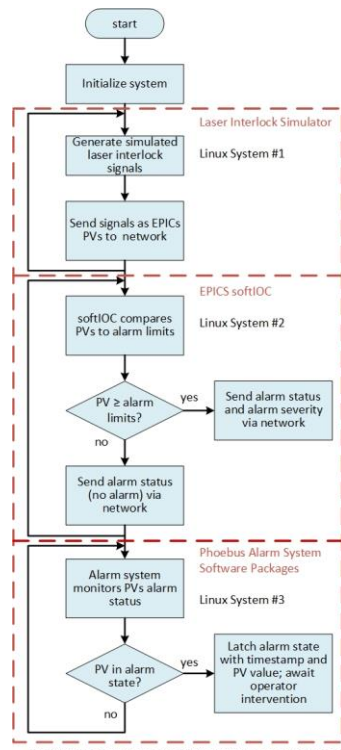 start
Initialize system
Laser Interlock Simulator
Generate simulated
laser interlock
signals
Linux System #1
Send signals as EPICs
PVs to network
EPICS softIOC
softIOC compares
PVs to alarm limits
Linux System #2
PV ≥ alarm
limits?
yes
Send alarm status
and alarm severity
via network
no
Send alarm status
(no alarm) via
network
Phoebus Alarm System
Software Packages
Alarm system
monitors PVs alarm
status
Linux System #3
PV in alarm
state?
yes
Latch alarm state
with timestamp and
PV value; await
operator
intervention
no